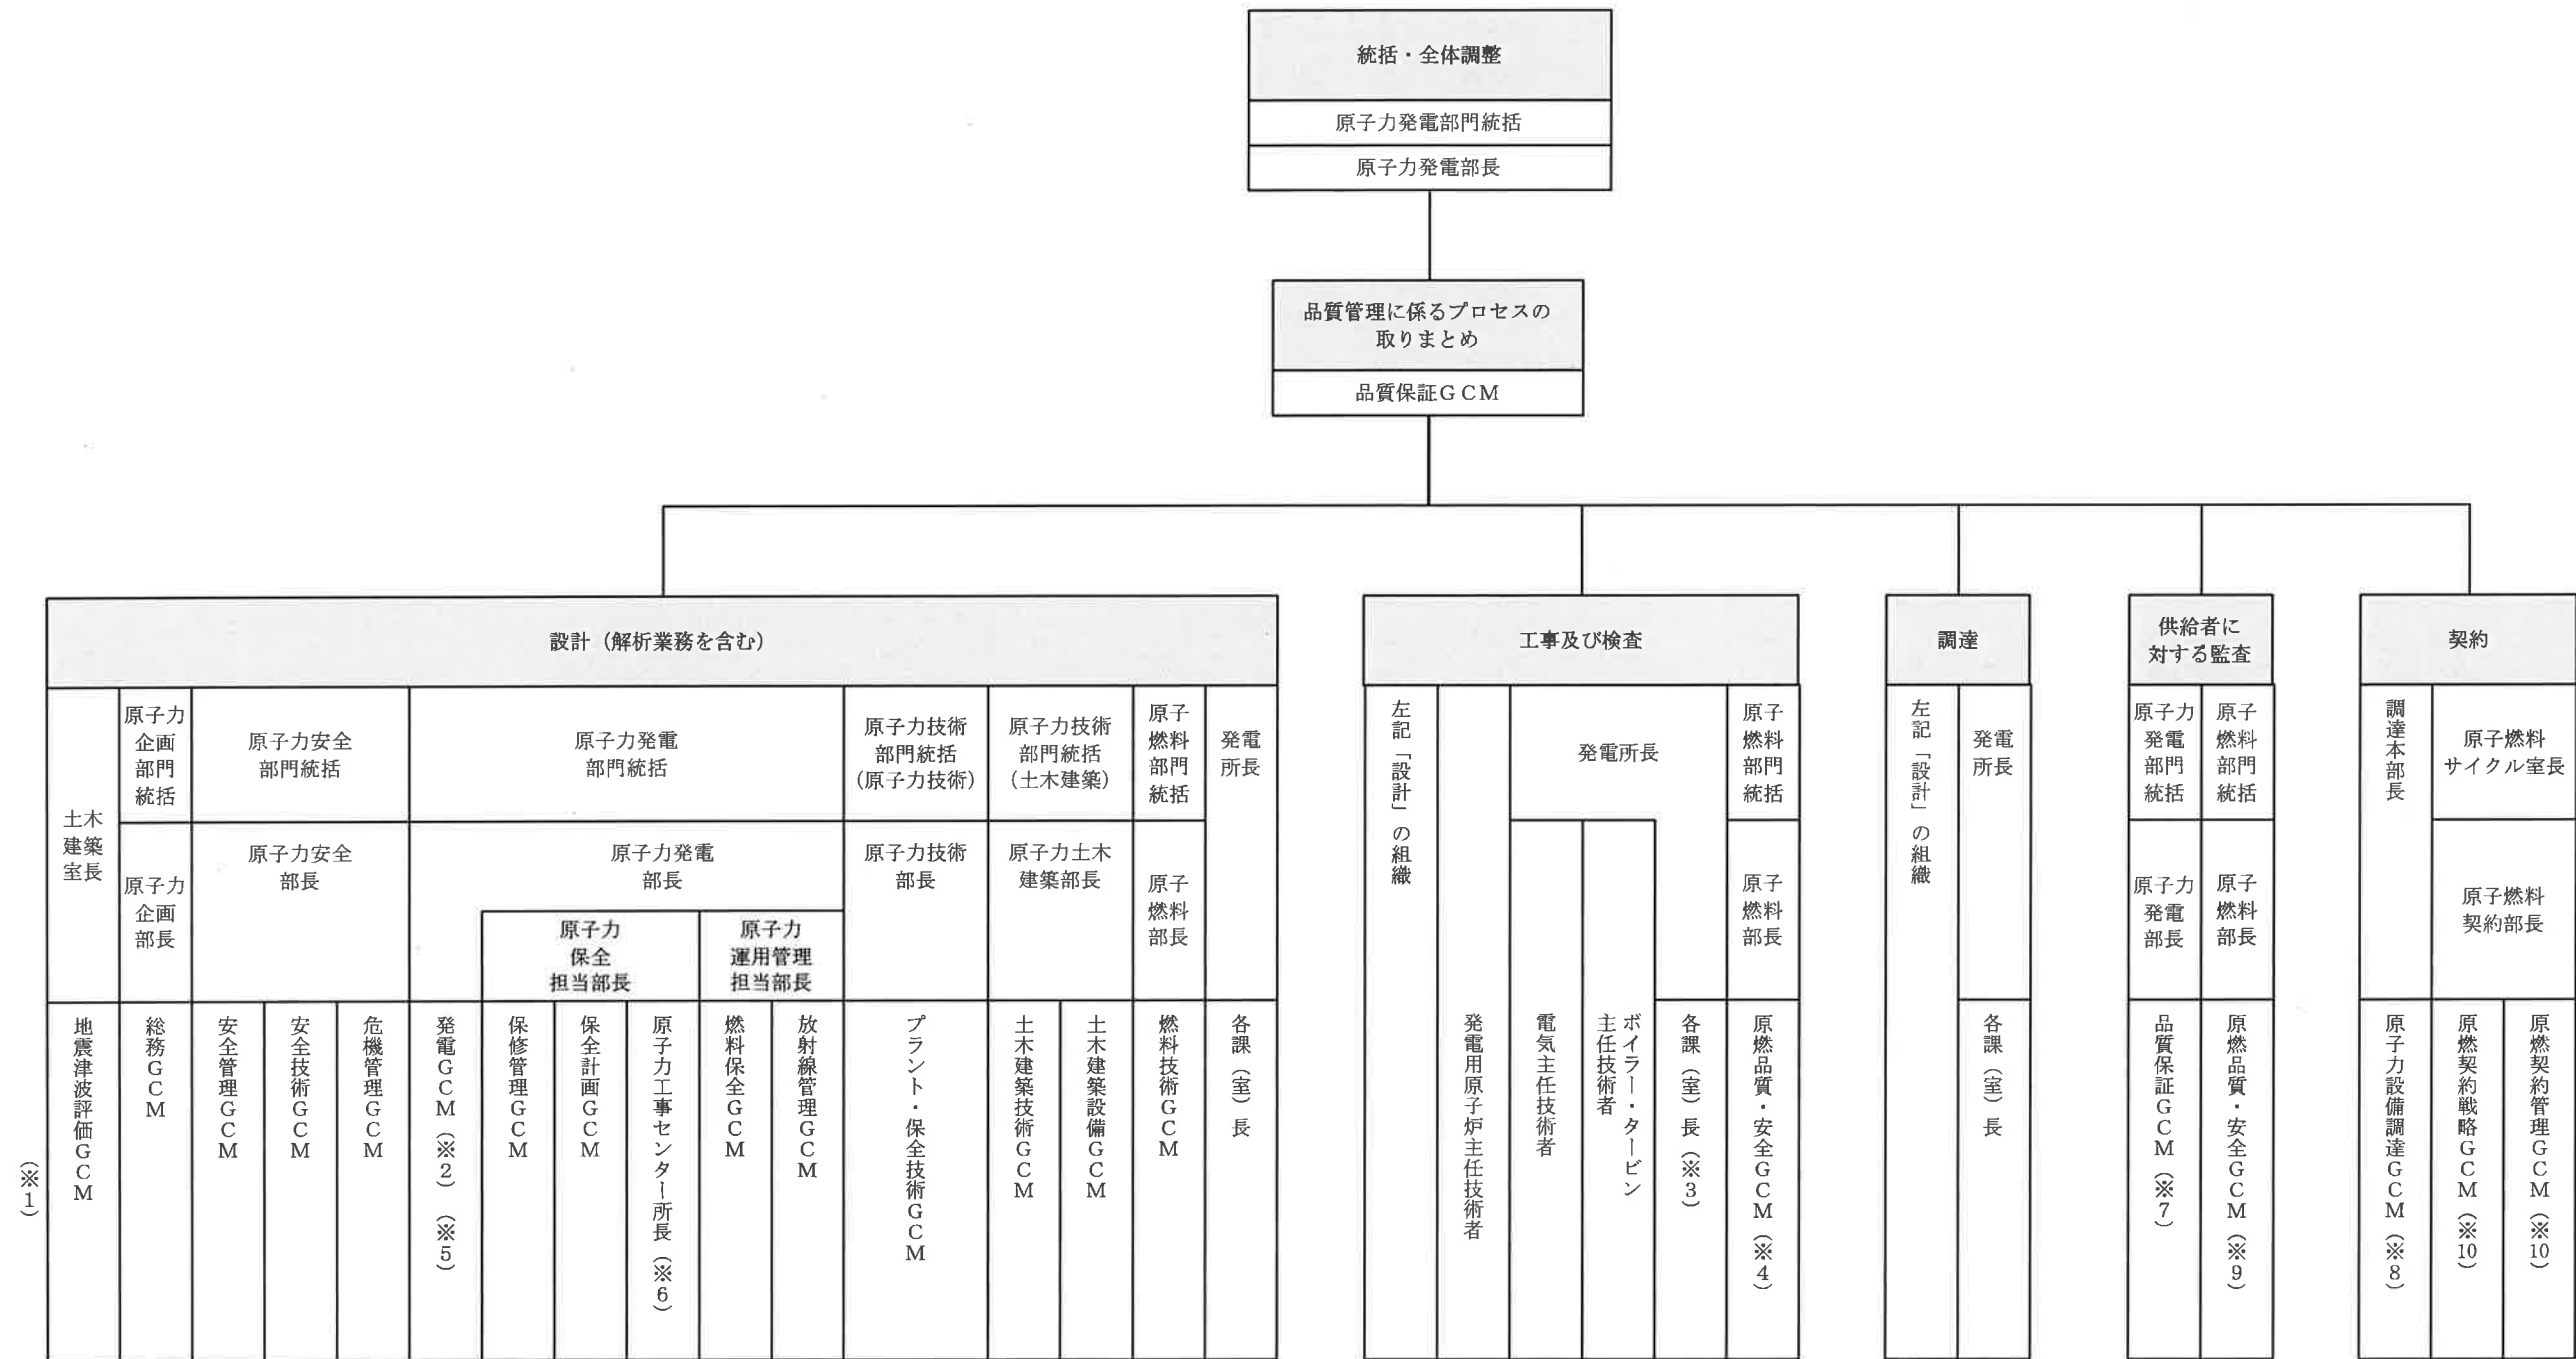 統括・全体調整
原子力発電部門統括
原子力発電部長
品質管理に係るプロセスの
取りまとめ
品質保証GCM
設計（解析業務を含む）
土木
建築
室長
原子力
企画
部門
統括
原子力安全
部門統括
原子力発電
部門統括
原子力技術
部門統括
（原子力技術）
原子力技術
部門統括
（土木建築）
原子
燃料
部門
統括
発電
所長
原子力
企画
部長
原子力安全
部長
原子力発電
部長
原子力
保全
担当部長
原子力
運用管理
担当部長
原子力技術
部長
原子力土木
建築部長
原子
燃料
部長
地震津波評価GCM
（※1）
総務GCM
安全管理GCM
安全技術GCM
危機管理GCM
発電GCM（※2）（※5）
保修管理GCM
保全計画GCM
原子力工事センター所長（※6）
燃料保全GCM
放射線管理GCM
プラント・保全技術GCM
土木建築技術GCM
土木建築設備GCM
燃料技術GCM
各課（室）長
工事及び検査
左記「設計」の組織
発電用原子炉主任技術者
発電所長
電気主任技術者
ボイラー・タービン
主任技術者
各課（室）長（※3）
原子
燃料
部門
統括
原子
燃料
部長
原燃品質・安全GCM（※4）
調達
左記「設計」の組織
発電
所長
各課（室）長
供給者に
対する監査
原子力
発電
部門
統括
原子
燃料
部門
統括
原子力
発電
部長
原子
燃料
部長
品質保証GCM（※7）
原燃品質・安全GCM（※9）
契約
調達本部長
原子燃料
サイクル室長
原子燃料
契約部長
原子力設備調達GCM（※8）
原燃契約戦略GCM（※10）
原燃契約管理GCM（※10）